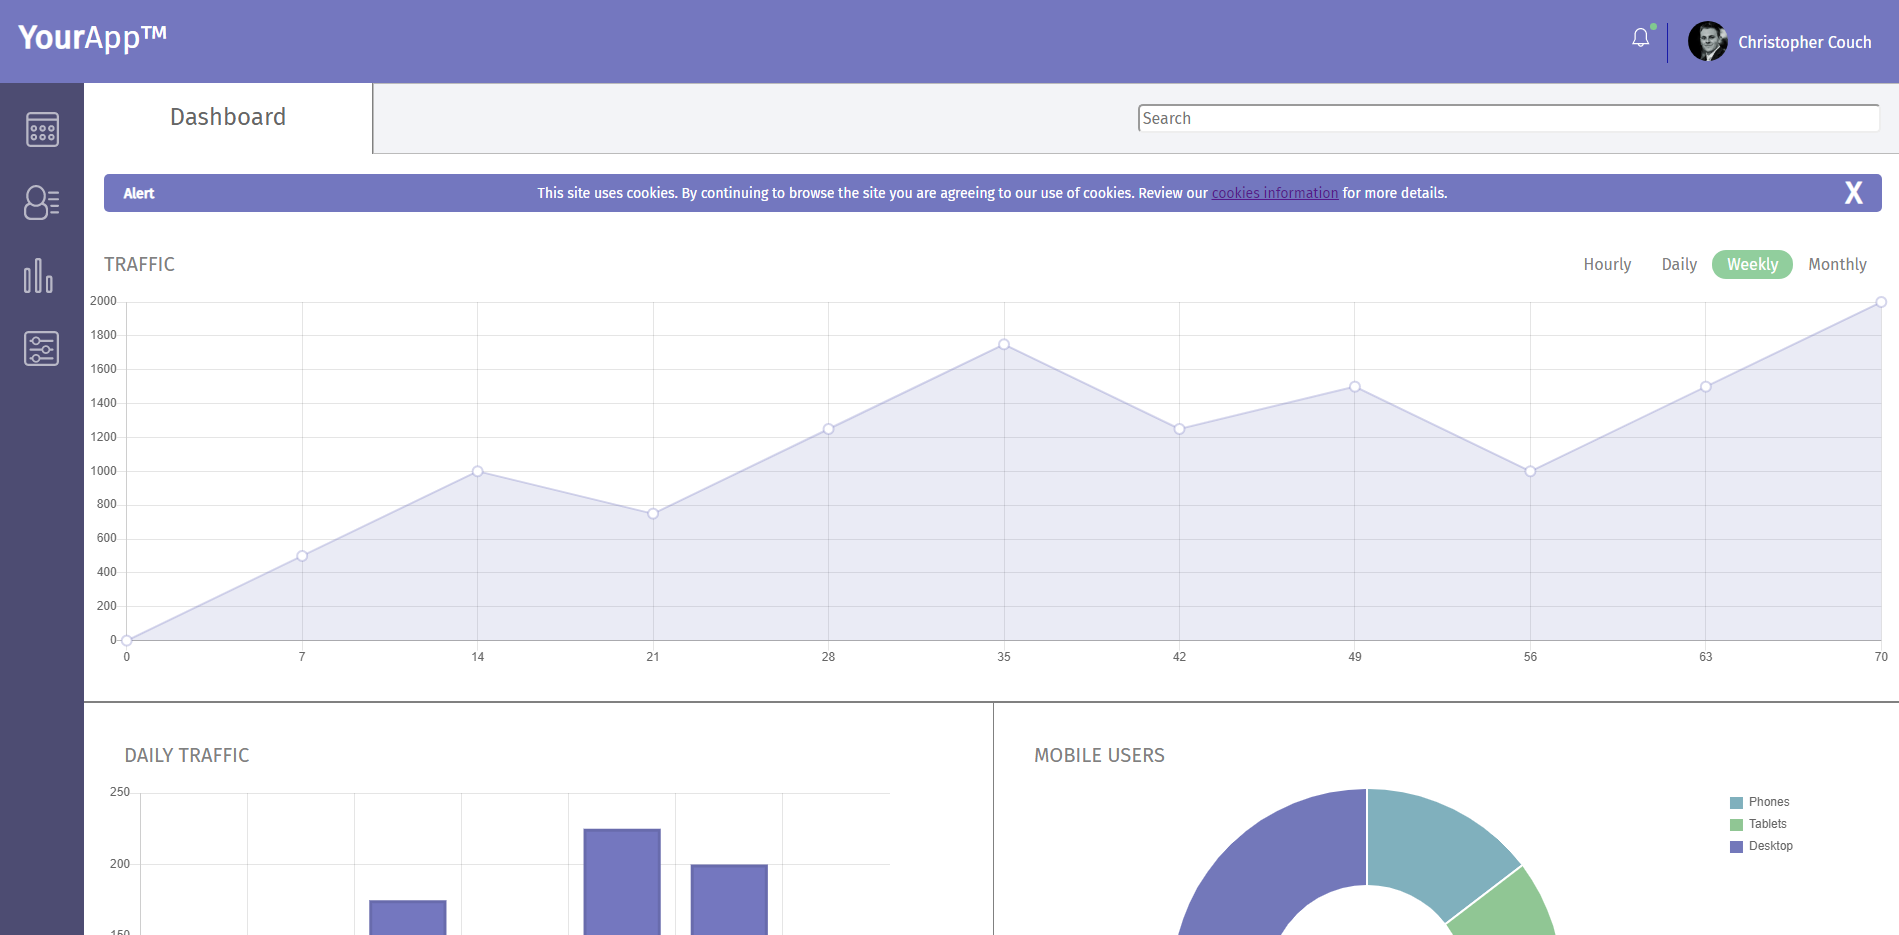 YourApp™
Christopher Couch
Dashboard
Search
Alert
This site uses cookies. By continuing to browse the site you are agreeing to our use of cookies. Review our cookies information for more details.
X
TRAFFIC
Hourly Daily Weekly Monthly
2000
1800
1600
1400
1200
1000
800
600
400
200
0
0 7 14 21 28 35 42 49 56 63 70
DAILY TRAFFIC
250
200
150
MOBILE USERS
Phones
Tablets
Desktop